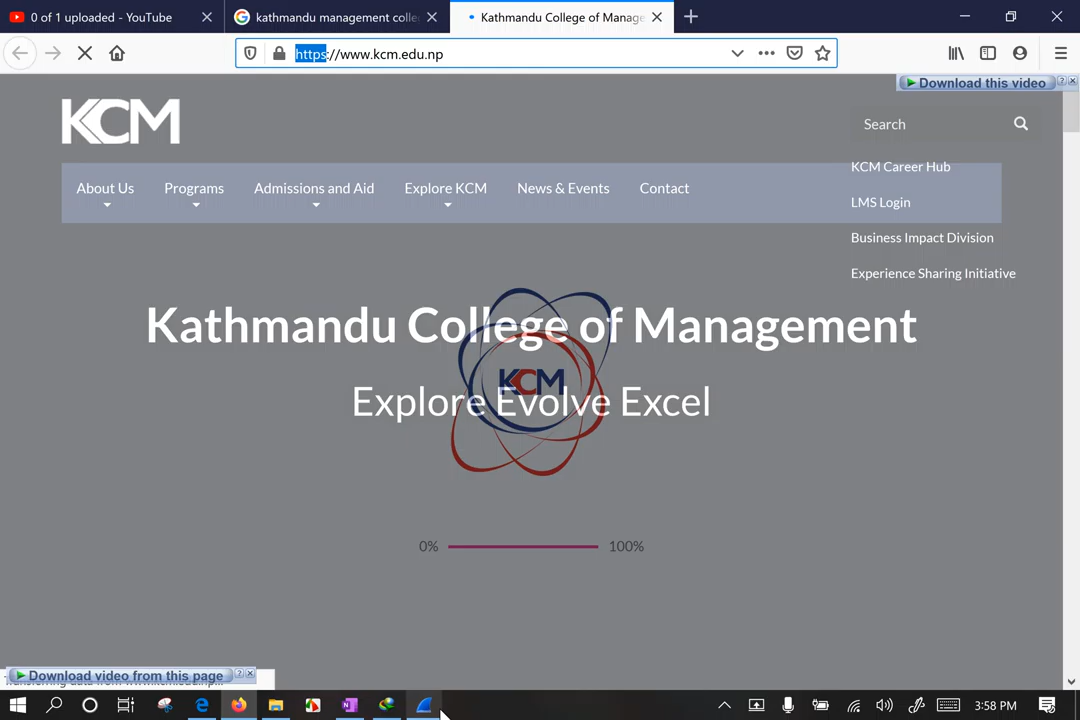 0 of 1 uploaded - YouTube
kathmandu management colle
Kathmandu College of Manage
https://www.kcm.edu.np
Download this video
KCM
Search
About Us
Programs
Admissions and Aid
Explore KCM
News & Events
Contact
KCM Career Hub
LMS Login
Business Impact Division
Experience Sharing Initiative
Kathmandu College of Management
KCM
Explore Evolve Excel
0%
100%
Download video from this page
3:58 PM